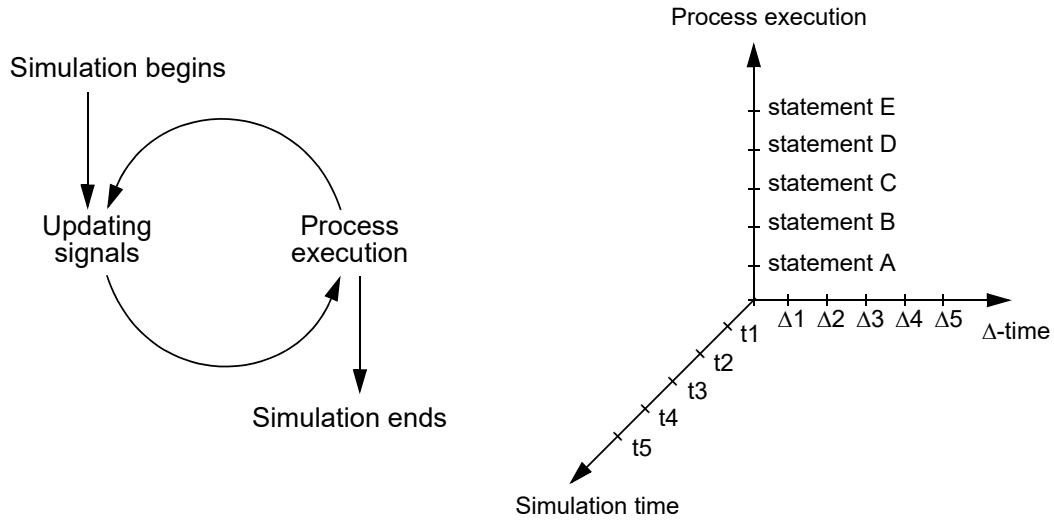 Simulation begins
Updating
signals
Process
execution
Simulation ends
Process execution
statement E
statement D
statement C
statement B
statement A
Δ1 Δ2 Δ3 Δ4 Δ5
Δ-time
t1
t2
t3
t4
t5
Simulation time